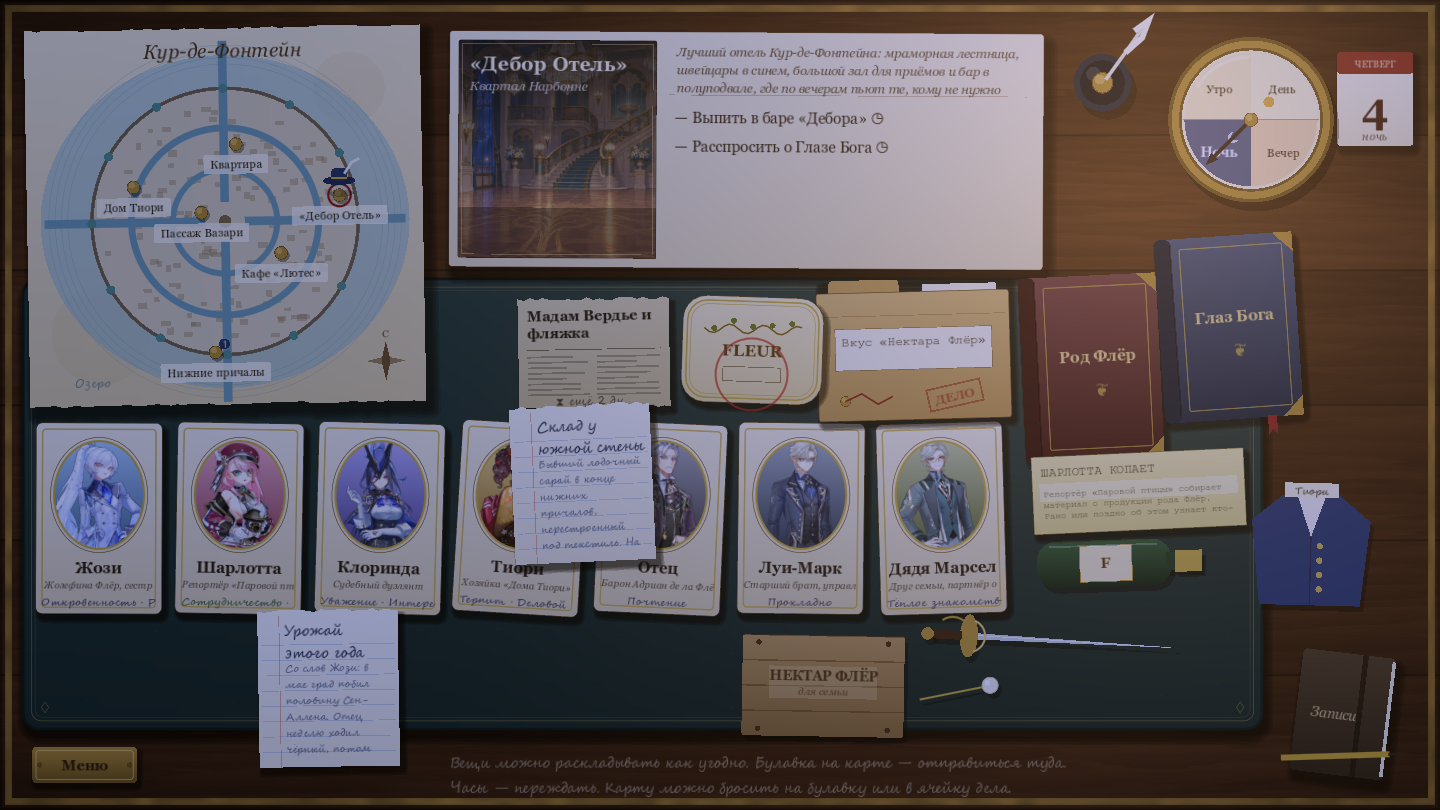 Кур-де-Фонтейн
Квартира
Дом Тиори
«Дебор Отель»
Пассаж Вазари
Кафе «Лютес»
1
Нижние причалы
Озеро
С
«Дебор Отель»
Квартал Нарбонне
Лучший отель Кур-де-Фонтейна: мраморная лестница,
швейцары в синем, большой зал для приёмов и бар в
полуподвале, где по вечерам пьют те, кому не нужно
— Выпить в баре «Дебора»
— Расспросить о Глазе Бога
Утро
День
Ночь
Вечер
ЧЕТВЕРГ
4
ночь
Мадам Вердье и
фляжка
ещё 2 дн
FLEUR
Вкус «Нектара Флёр»
ДЕЛО
Род Флёр
Глаз Бога
Склад у
южной стены
Бывший лодочный
сарай в конце
нижних
причалов,
перестроенный
под текстиль. На
ШАРЛОТТА КОПАЕТ
Репортёр «Паровой птицы» собирает
материал о продукции рода Флёр.
Рано или поздно об этом узнает кто-
Тиори
F
Жози
Жозефина Флёр, сестр
Откровенность · Р
Шарлотта
Репортёр «Паровой пт
Сотрудничество ·
Клоринда
Судебный дуэлянт
Уважение · Интере
Тиори
Хозяйка «Дома Тиори»
Терпит · Деловой
Отец
Барон Адриан де ла Флё
Почтение
Луи-Марк
Старший брат, управл
Прохладно
Дядя Марсел
Друг семьи, партнёр о
Тёплое знакомств
Урожай
этого года
Со слов Жози: в
мае град побил
половину Сен-
Аллена. Отец
неделю ходил
чёрный, потом
НЕКТАР ФЛЁР
для семьи
Записи
Меню
Вещи можно раскладывать как угодно. Булавка на карте — отправиться туда.
Часы — переждать. Карту можно бросить на булавку или в ячейку дела.